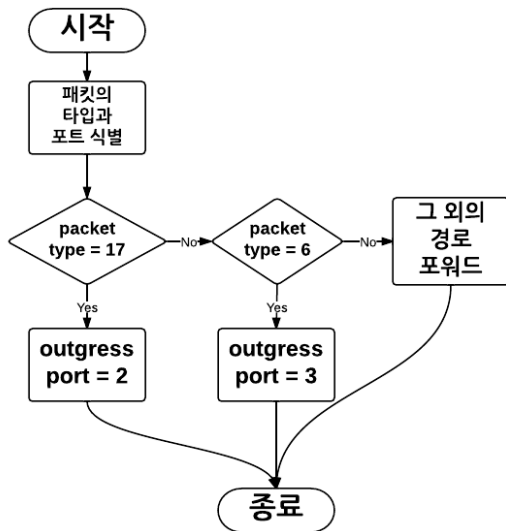 시작
패킷의
타입과
포트 식별
packet
type = 17
No
packet
type = 6
No
그 외의
경로
포워드
Yes
Yes
outgress
port = 2
outgress
port = 3
종료